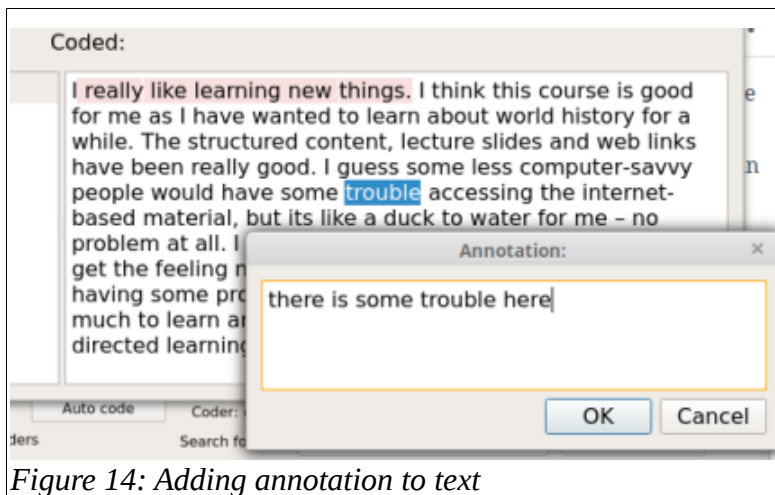 Coded:
I really like learning new things. I think this course is good
for me as I have wanted to learn about world history for a
while. The structured content, lecture slides and web links
have been really good. I guess some less computer-savvy
people would have some trouble accessing the internet-
based material, but its like a duck to water for me – no
problem at all. I
get the feeling
having some
much to learn
directed learning
Annotation:
there is some trouble here
OK Cancel
Auto code Coder:
Search
Figure 14: Adding annotation to text